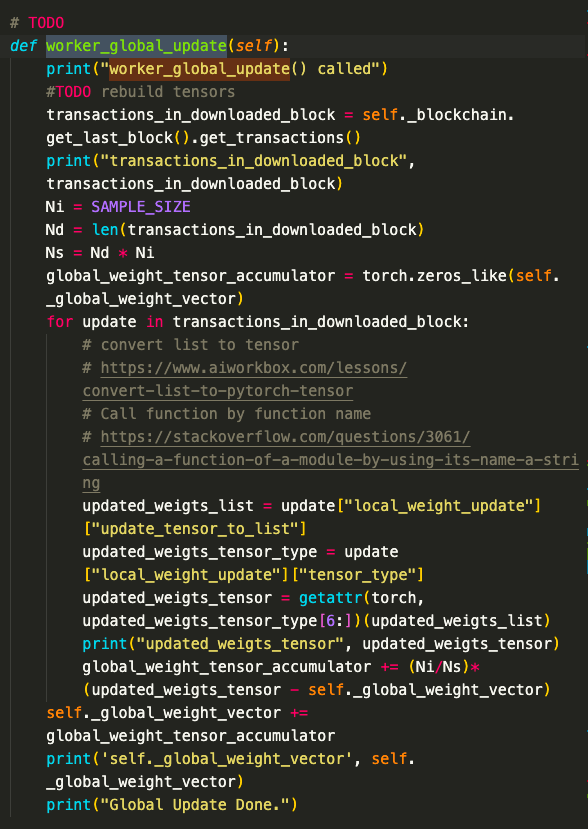 # TODO
def worker_global_update(self):
print("worker_global_update() called")
#TODO rebuild tensors
transactions_in_downloaded_block = self._blockchain.
get_last_block().get_transactions()
print("transactions_in_downloaded_block",
transactions_in_downloaded_block)
Ni = SAMPLE_SIZE
Nd = len(transactions_in_downloaded_block)
Ns = Nd * Ni
global_weight_tensor_accumulator = torch.zeros_like(self.
_global_weight_vector)
for update in transactions_in_downloaded_block:
# convert list to tensor
# https://www.aiworkbox.com/lessons/
convert-list-to-pytorch-tensor
# Call function by function name
# https://stackoverflow.com/questions/3061/
calling-a-function-of-a-module-by-using-its-name-a-stri
ng
updated_weigts_list = update["local_weight_update"]
["update_tensor_to_list"]
updated_weigts_tensor_type = update
["local_weight_update"]["tensor_type"]
updated_weigts_tensor = getattr(torch,
updated_weigts_tensor_type[6:])(updated_weigts_list)
print("updated_weigts_tensor", updated_weigts_tensor)
global_weight_tensor_accumulator += (Ni/Ns)*
(updated_weigts_tensor - self._global_weight_vector)
self._global_weight_vector +=
global_weight_tensor_accumulator
print('self._global_weight_vector', self.
_global_weight_vector)
print("Global Update Done.")